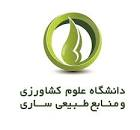 دانشگاه علوم کشاورزی
و منابع طبیعی ساری